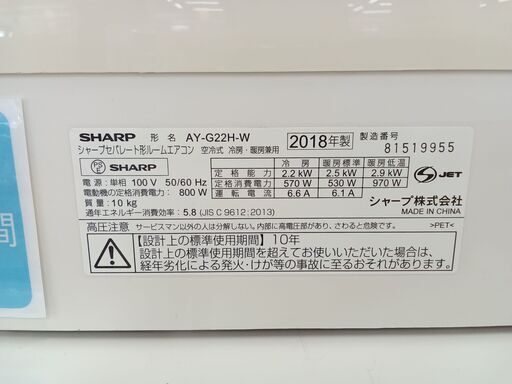 SHARP 形名 AY-G22H-W 2018年製 製造番号 81519955
シャープセパレート形ルームエアコン 空冷式 冷房・暖房兼用
PS E SHARP
冷房 暖房標準 暖房低温
定格能力 2.2 kW 2.5 kW 2.9 kW
定格消費電力 570 W 530 W 970 W
運転電流 6.6 A 6.1 A
S JET
電源:単相 100 V 50/60 Hz
電動機の定格消費電力:800 W
質量:10 kg
通年エネルギー消費効率:5.8 (JIS C 9612:2013)
シャープ株式会社
MADE IN CHINA
高圧注意 サービスマン以外の人は分解しない。内部に高電圧部があり、さわると危険です。 >PET<
【設計上の標準使用期間】10年
設計上の標準使用期間を超えてお使いいただいた場合は、
経年劣化による発火・けが等の事故に至るおそれがあります。
間